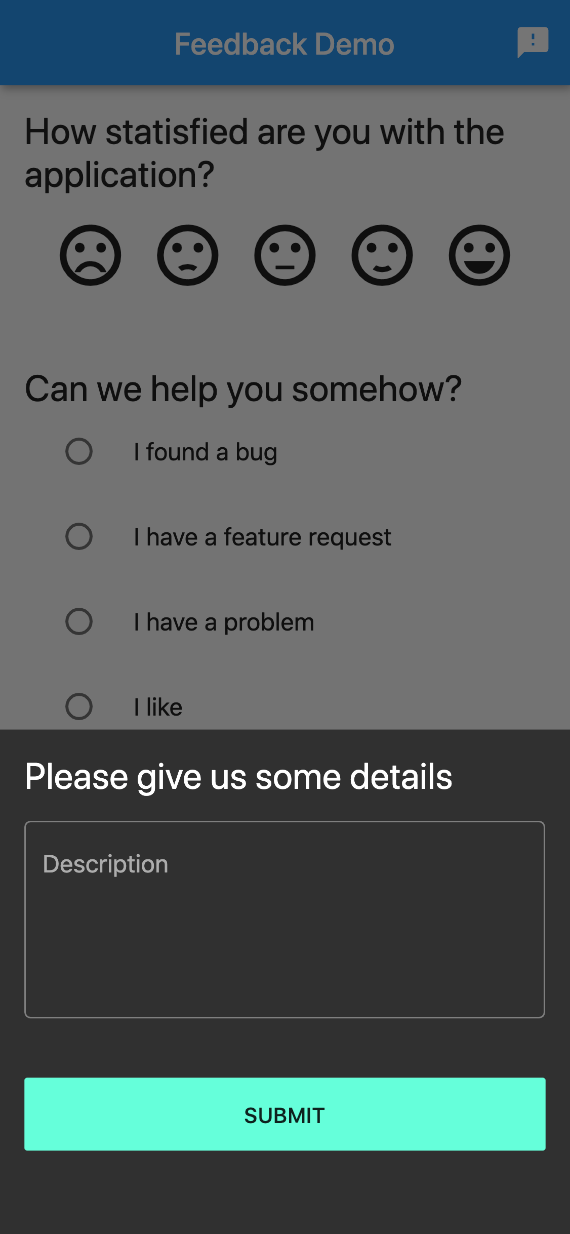 Feedback Demo
How statisfied are you with the
application?
Can we help you somehow?
I found a bug
I have a feature request
I have a problem
I like
Please give us some details
Description
SUBMIT